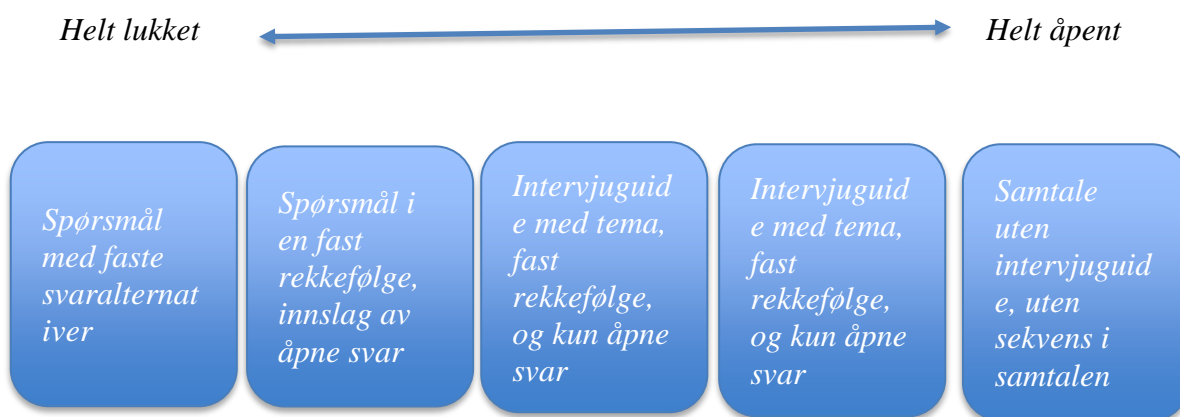 Helt lukket
Helt åpent
Spørsmål
med faste
svaralternat
iver
Spørsmål i
en fast
rekkefølge,
innslag av
åpne svar
Intervjuguid
e med tema,
fast
rekkefølge,
og kun åpne
svar
Intervjuguid
e med tema,
fast
rekkefølge,
og kun åpne
svar
Samtale
uten
intervjuguid
e, uten
sekvens i
samtalen